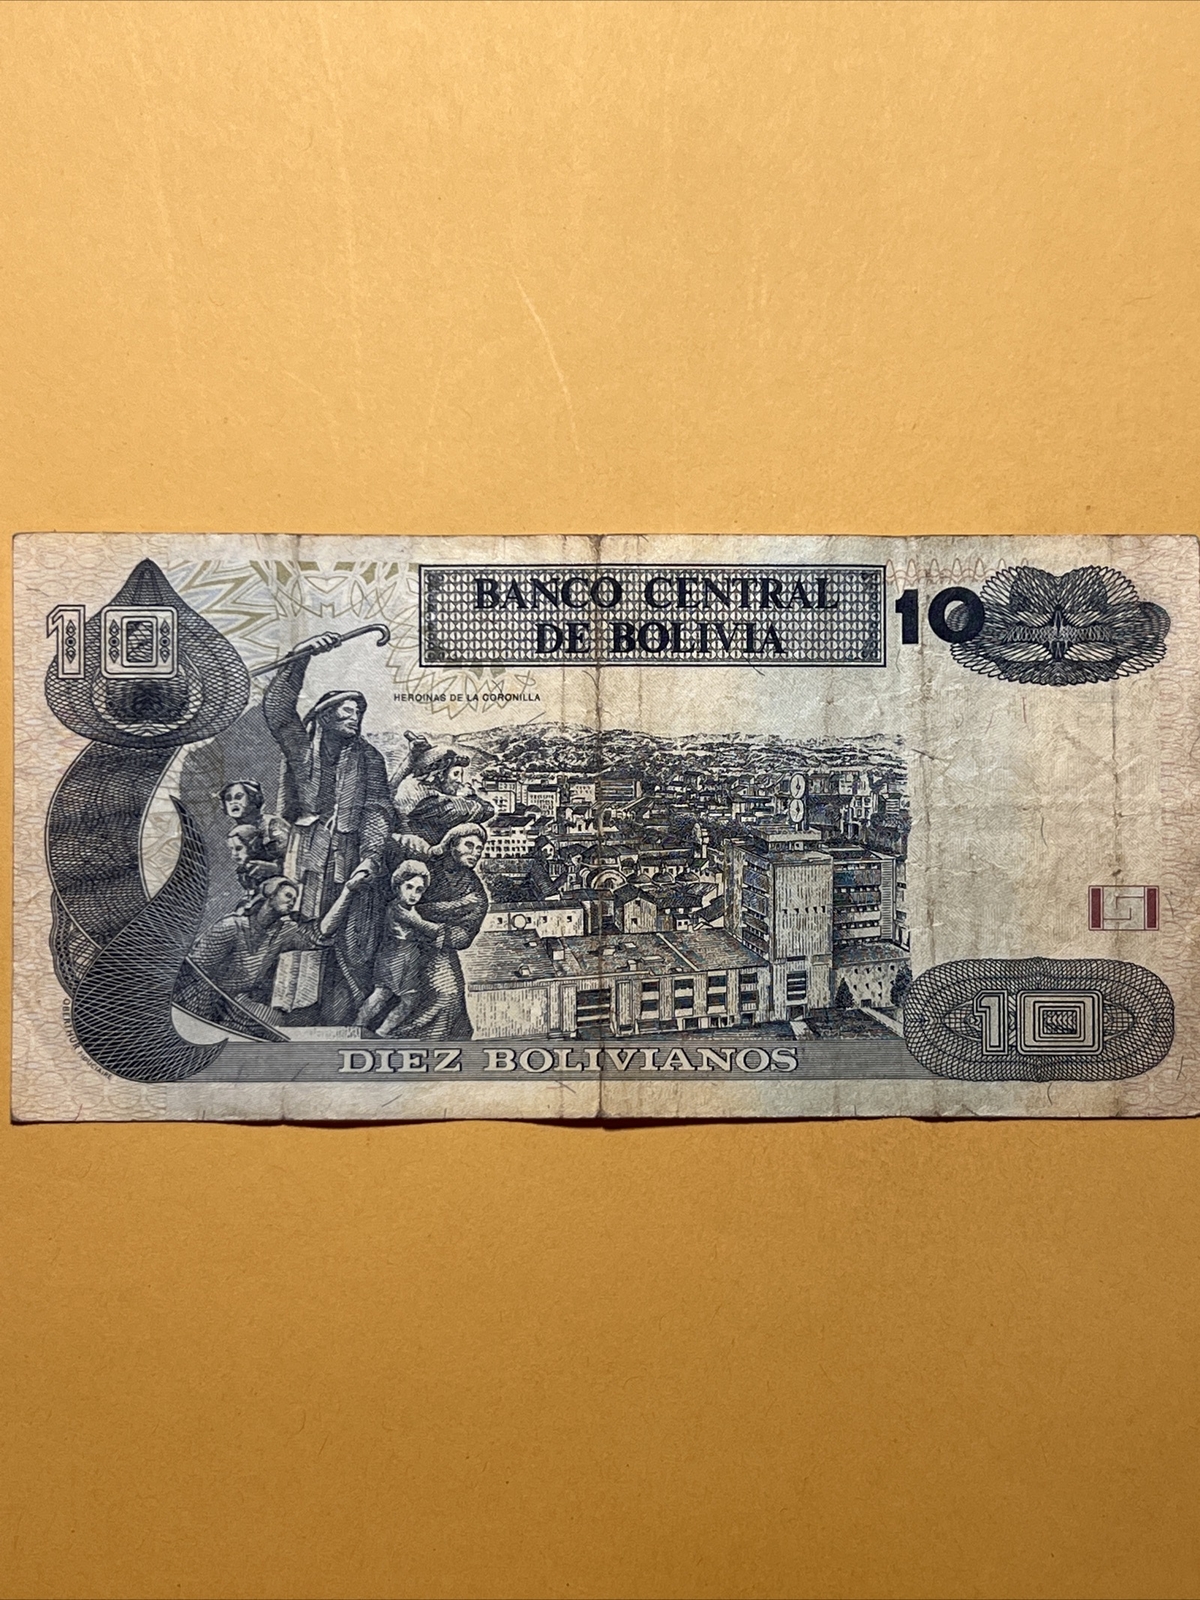 10
BANCO CENTRAL
DE BOLIVIA
10
HEROINAS DE LA CORONILLA
DIEZ BOLIVIANOS
10